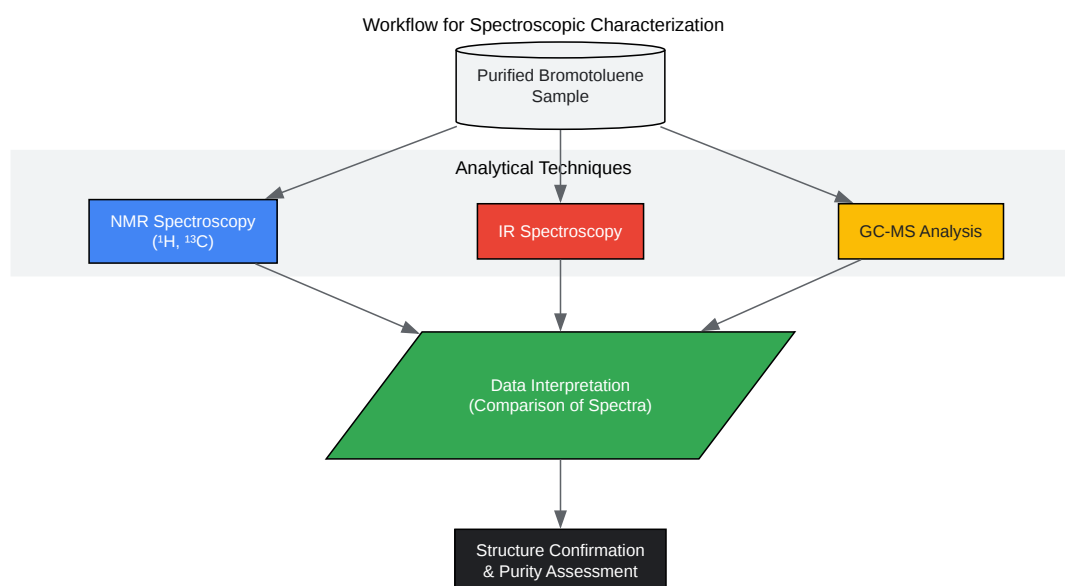 Workflow for Spectroscopic Characterization
Purified Bromotoluene
Sample
Analytical Techniques
NMR Spectroscopy
(¹H, ¹³C)
IR Spectroscopy
GC-MS Analysis
Data Interpretation
(Comparison of Spectra)
Structure Confirmation
& Purity Assessment